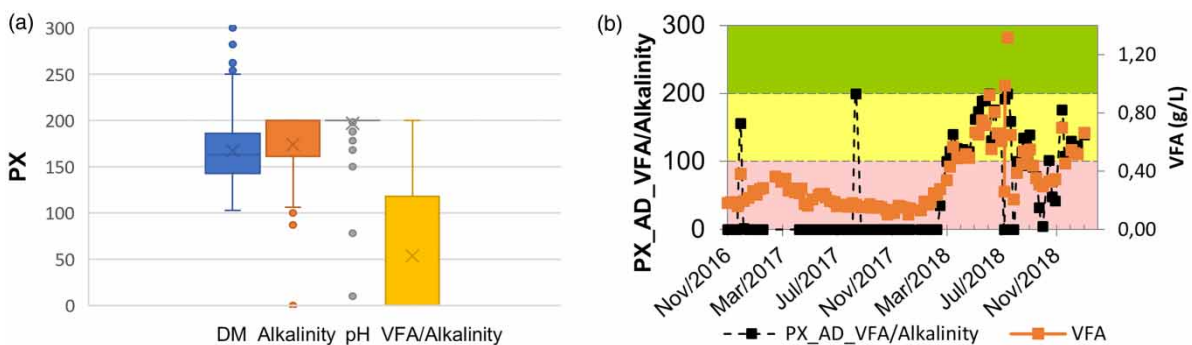 (a)
300
250
200
150
100
50
0
PX
DM Alkalinity pH VFA/Alkalinity
(b)
300
200
100
0
PX_AD_VFA/Alkalinity
1,20
0,80
0,40
0,00
VFA (g/L)
Nov/2016
Mar/2017
Jul/2017
Nov/2017
Mar/2018
Jul/2018
Nov/2018
PX_AD_VFA/Alkalinity VFA